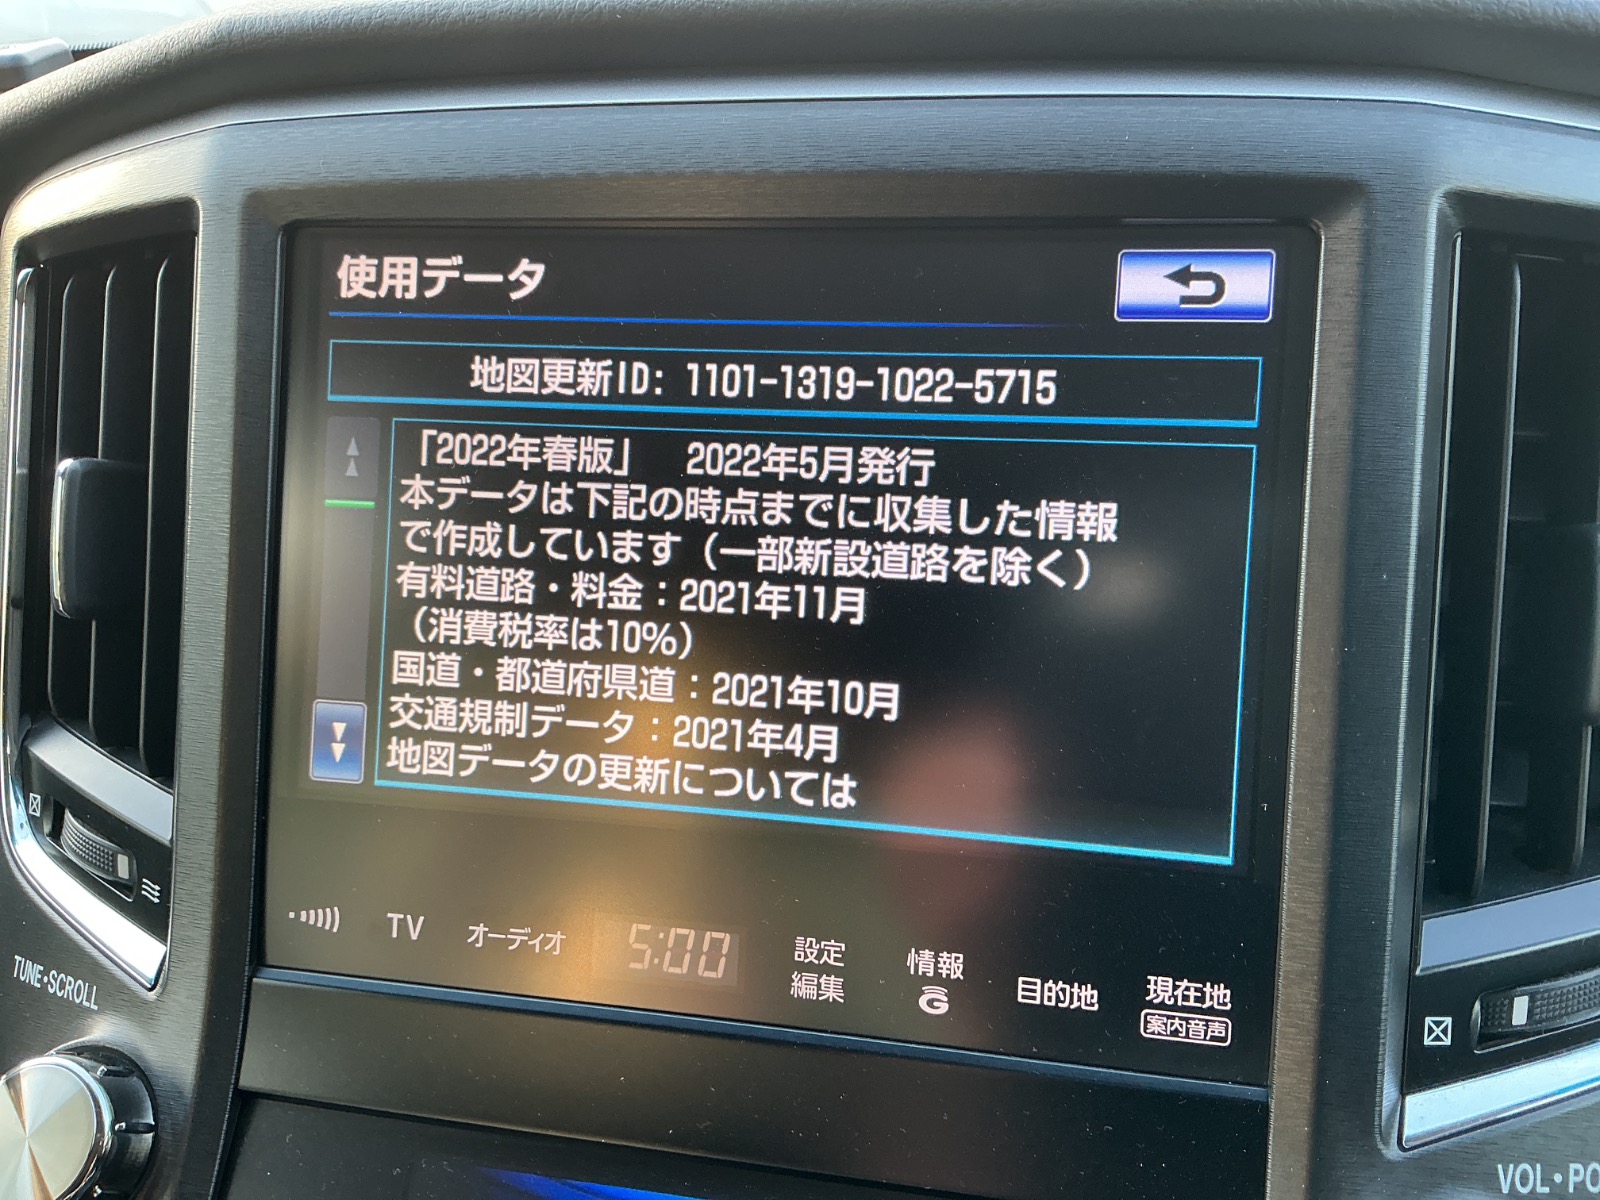 使用データ
地図更新ID: 1101-1319-1022-5715
「2022年春版」　2022年5月発行
本データは下記の時点までに収集した情報
で作成しています（一部新設道路を除く）
有料道路・料金：2021年11月
（消費税率は10%）
国道・都道府県道：2021年10月
交通規制データ：2021年4月
地図データの更新については
TV
オーディオ
5:00
設定
編集
情報
G
目的地
現在地
案内音声
TUNE・SCROLL
VOL・PO